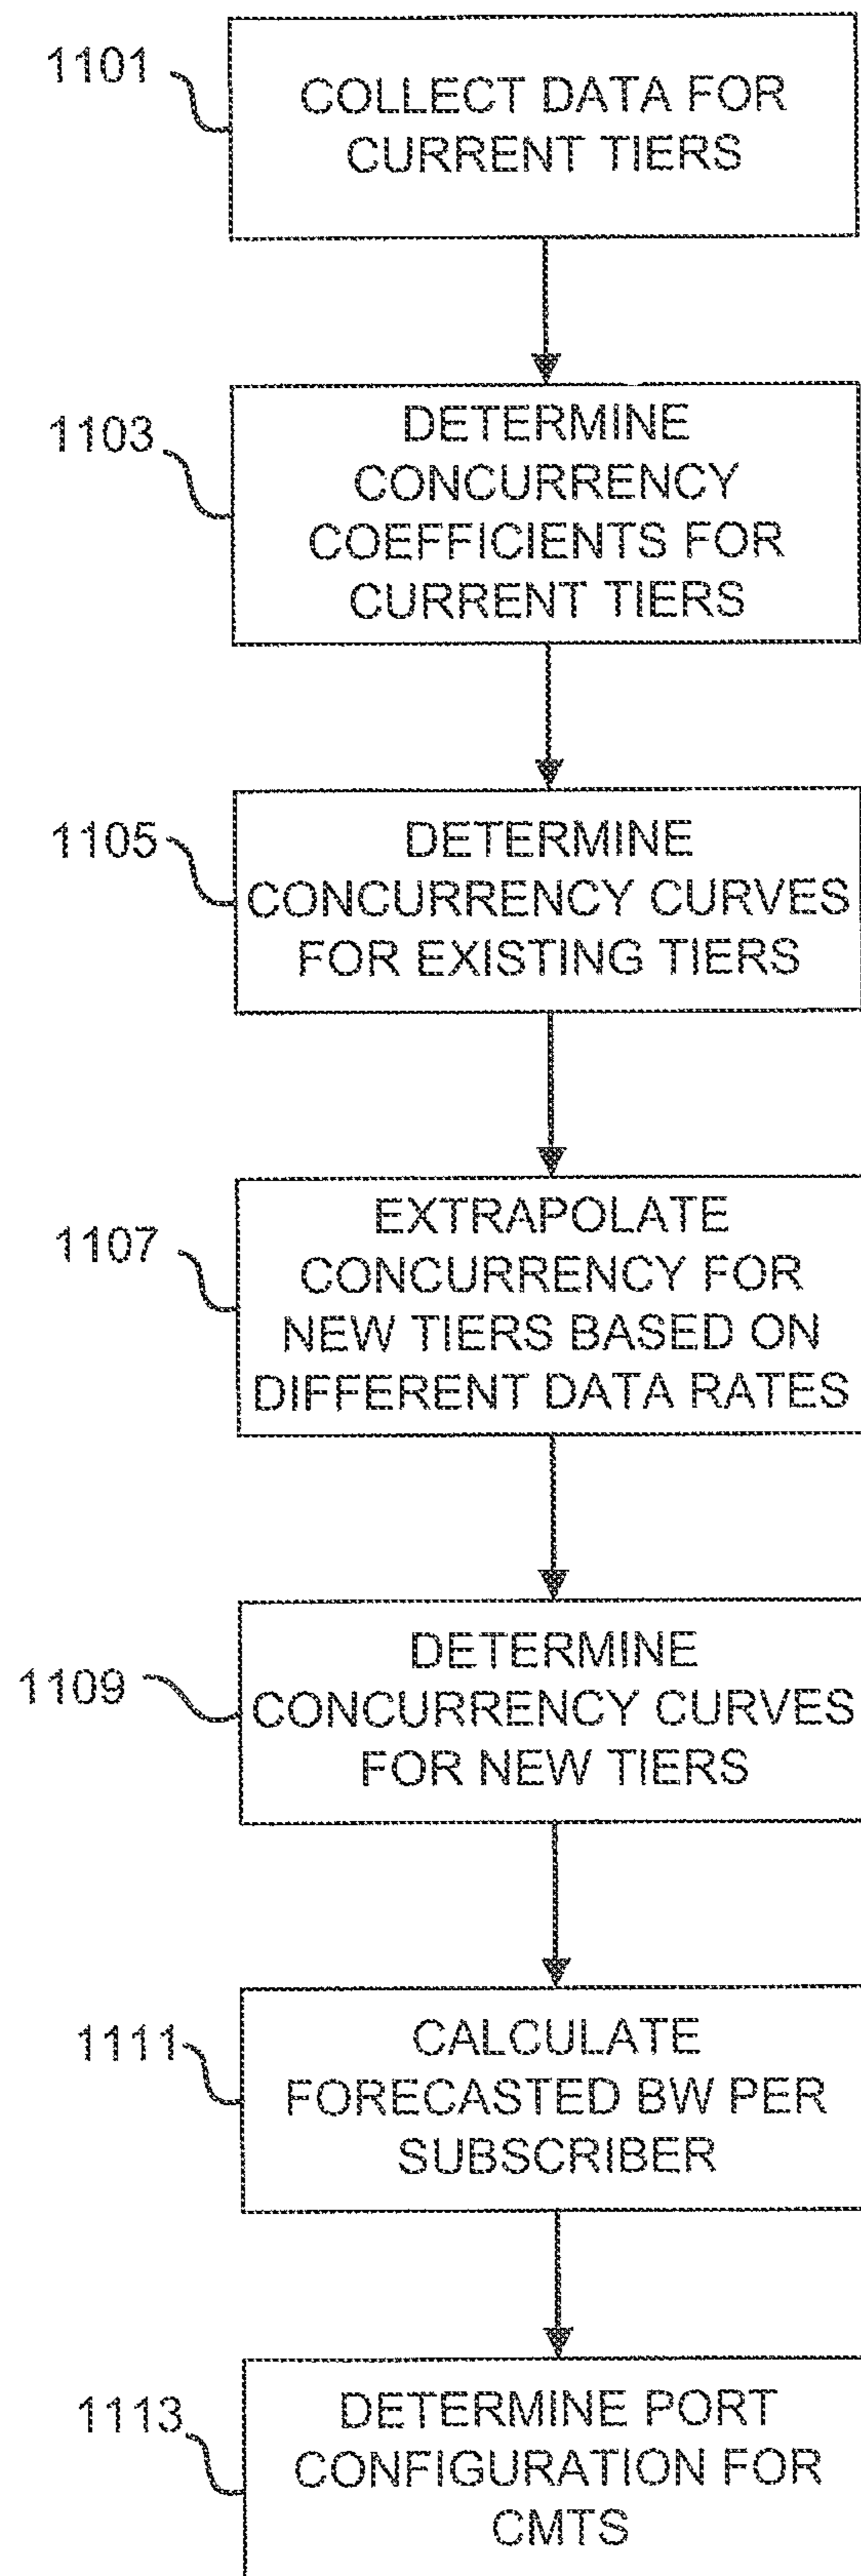 1101
COLLECT DATA FOR
CURRENT TIERS
1103
DETERMINE
CONCURRENCY
COEFFICIENTS FOR
CURRENT TIERS
1105
DETERMINE
CONCURRENCY CURVES
FOR EXISTING TIERS
1107
EXTRAPOLATE
CONCURRENCY FOR
NEW TIERS BASED ON
DIFFERENT DATA RATES
1109
DETERMINE
CONCURRENCY CURVES
FOR NEW TIERS
1111
CALCULATE
FORECASTED BW PER
SUBSCRIBER
1113
DETERMINE PORT
CONFIGURATION FOR
CMTS